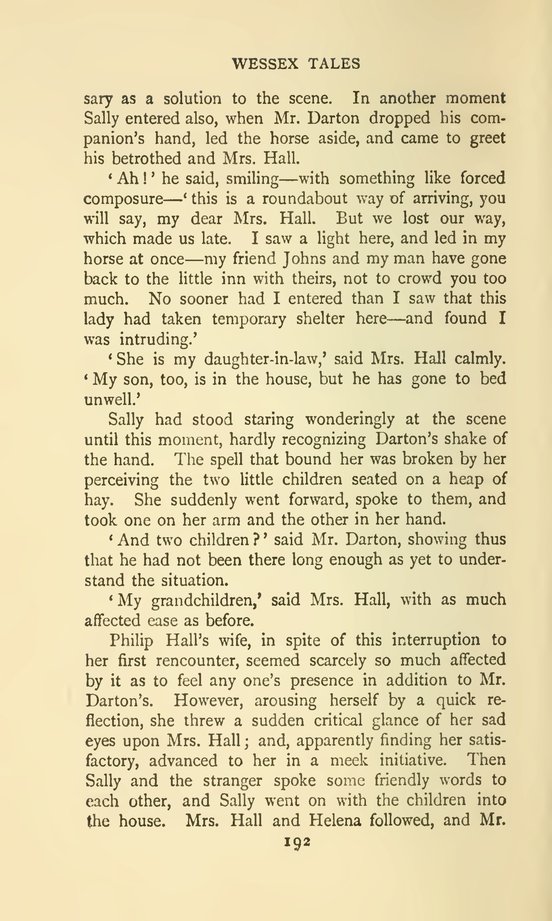 WESSEX TALES
sary as a solution to the scene. In another moment
Sally entered also, when Mr. Darton dropped his com-
panion's hand, led the horse aside, and came to greet
his betrothed and Mrs. Hall.
‘Ah!’ he said, smiling—with something like forced
composure—‘this is a roundabout way of arriving, you
will say, my dear Mrs. Hall. But we lost our way,
which made us late. I saw a light here, and led in my
horse at once—my friend Johns and my man have gone
back to the little inn with theirs, not to crowd you too
much. No sooner had I entered than I saw that this
lady had taken temporary shelter here—and found I
was intruding.’
‘She is my daughter-in-law,’ said Mrs. Hall calmly.
‘My son, too, is in the house, but he has gone to bed
unwell.’
Sally had stood staring wonderingly at the scene
until this moment, hardly recognizing Darton's shake of
the hand. The spell that bound her was broken by her
perceiving the two little children seated on a heap of
hay. She suddenly went forward, spoke to them, and
took one on her arm and the other in her hand.
‘And two children?’ said Mr. Darton, showing thus
that he had not been there long enough as yet to under-
stand the situation.
‘My grandchildren,’ said Mrs. Hall, with as much
affected ease as before.
Philip Hall's wife, in spite of this interruption to
her first rencounter, seemed scarcely so much affected
by it as to feel any one's presence in addition to Mr.
Darton's. However, arousing herself by a quick re-
flection, she threw a sudden critical glance of her sad
eyes upon Mrs. Hall; and, apparently finding her satis-
factory, advanced to her in a meek initiative. Then
Sally and the stranger spoke some friendly words to
each other, and Sally went on with the children into
the house. Mrs. Hall and Helena followed, and Mr.
192